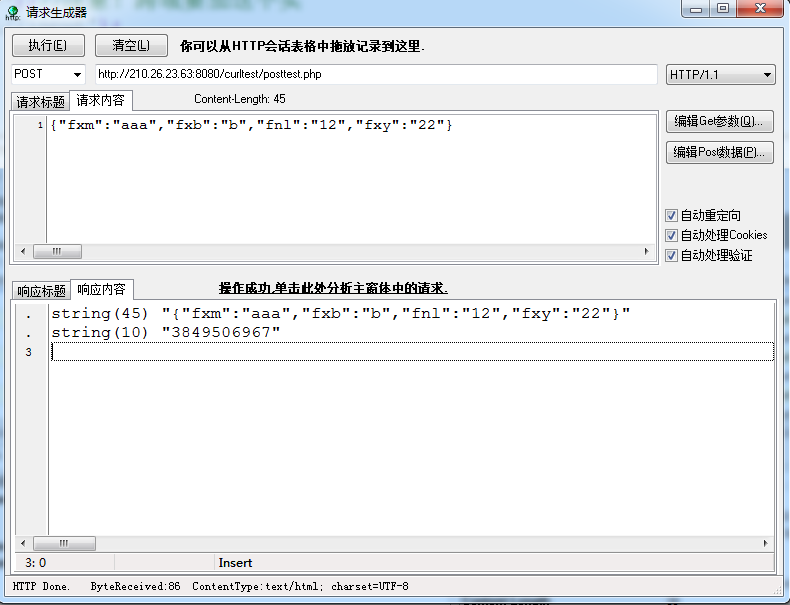 请求生成器
执行(E) 清空(L) 你可以从HTTP会话表格中拖放记录到这里.
POST http://210.26.23.63:8080/curltest/posttest.php HTTP/1.1
请求标题 请求内容 Content-Length: 45
1 {"fxm":"aaa","fxb":"b","fnl":"12","fxy":"22"}
编辑Get参数(Q)...
编辑Post数据(P)...
自动重定向
自动处理Cookies
自动处理验证
响应标题 响应内容 操作成功,单击此处分析主窗体中的请求.
. string(45) "{"fxm":"aaa","fxb":"b","fnl":"12","fxy":"22"}"
. string(10) "3849506967"
3
3: 0 Insert
HTTP Done. ByteReceived:86 ContentType:text/html; charset=UTF-8